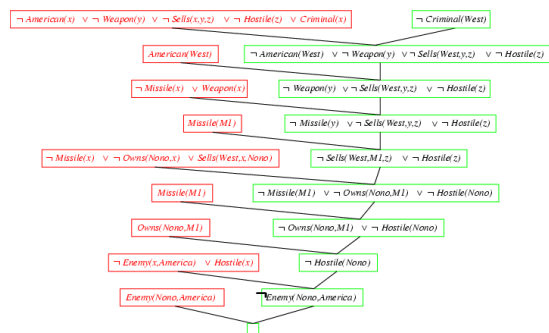 ¬ American(x) ∨ ¬ Weapon(y) ∨ ¬ Sells(x,y,z) ∨ ¬ Hostile(z) ∨ Criminal(x)
¬ Criminal(West)
American(West)
¬ American(West) ∨ ¬ Weapon(y) ∨ ¬ Sells(West,y,z) ∨ ¬ Hostile(z)
¬ Missile(x) ∨ Weapon(x)
¬ Weapon(y) ∨ ¬ Sells(West,y,z) ∨ ¬ Hostile(z)
Missile(M1)
¬ Missile(y) ∨ ¬ Sells(West,y,z) ∨ ¬ Hostile(z)
¬ Missile(x) ∨ ¬ Owns(Nono,x) ∨ Sells(West,x,Nono)
¬ Sells(West,M1,z) ∨ ¬ Hostile(z)
Missile(M1)
¬ Missile(M1) ∨ ¬ Owns(Nono,M1) ∨ ¬ Hostile(Nono)
Owns(Nono,M1)
¬ Owns(Nono,M1) ∨ ¬ Hostile(Nono)
¬ Enemy(x,America) ∨ Hostile(x)
¬ Hostile(Nono)
Enemy(Nono,America)
¬ Enemy(Nono,America)